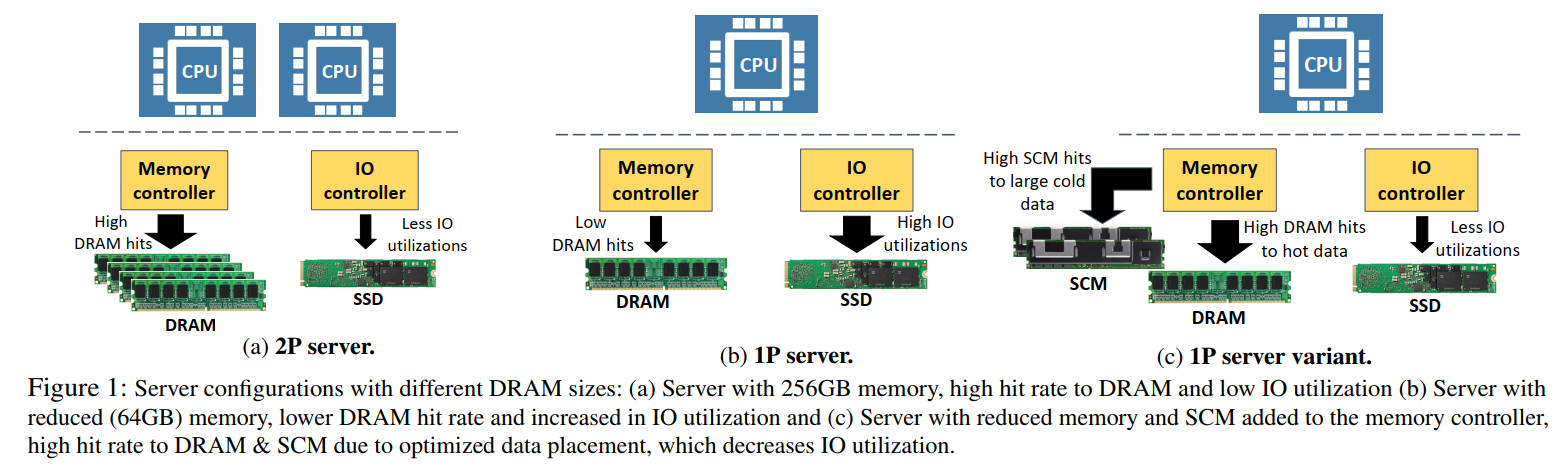 CPU
CPU
Memory
controller
IO
controller
High
DRAM hits
Less IO
utilizations
DRAM
SSD
(a) 2P server.
CPU
Memory
controller
IO
controller
Low
DRAM hits
High IO
utilizations
DRAM
SSD
(b) 1P server.
CPU
High SCM hits
to large cold
data
Memory
controller
IO
controller
High DRAM hits
to hot data
Less IO
utilizations
SCM
DRAM
SSD
(c) 1P server variant.
Figure 1: Server configurations with different DRAM sizes: (a) Server with 256GB memory, high hit rate to DRAM and low IO utilization (b) Server with
reduced (64GB) memory, lower DRAM hit rate and increased in IO utilization and (c) Server with reduced memory and SCM added to the memory controller,
high hit rate to DRAM & SCM due to optimized data placement, which decreases IO utilization.